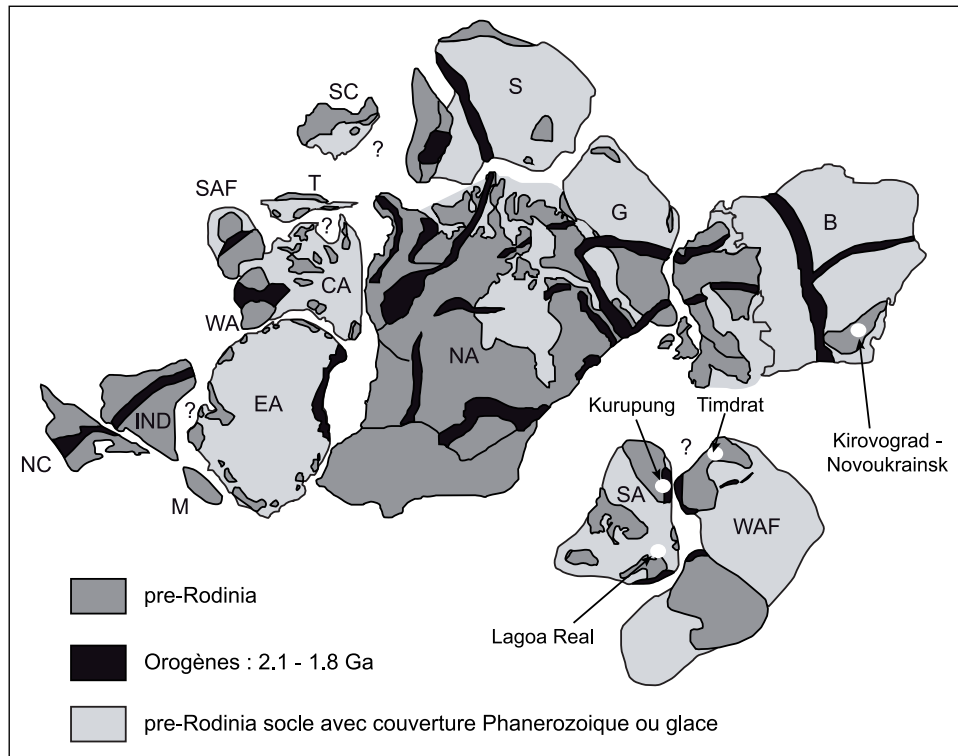 SC
S
?
SAF
T
?
G
B
CA
WA
NA
EA
IND
?
NC
M
Kurupung
Timdrat
Kirovograd -
Novoukrainsk
?
SA
WAF
Lagoa Real
pre-Rodinia
Orogènes : 2.1 - 1.8 Ga
pre-Rodinia socle avec couverture Phanerozoique ou glace